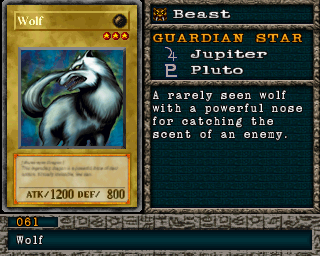 Wolf
ATK/1200 DEF/ 800
Beast
GUARDIAN STAR
♃ Jupiter
♇ Pluto
A rarely seen wolf
with a powerful nose
for catching the
scent of an enemy.
061
Wolf